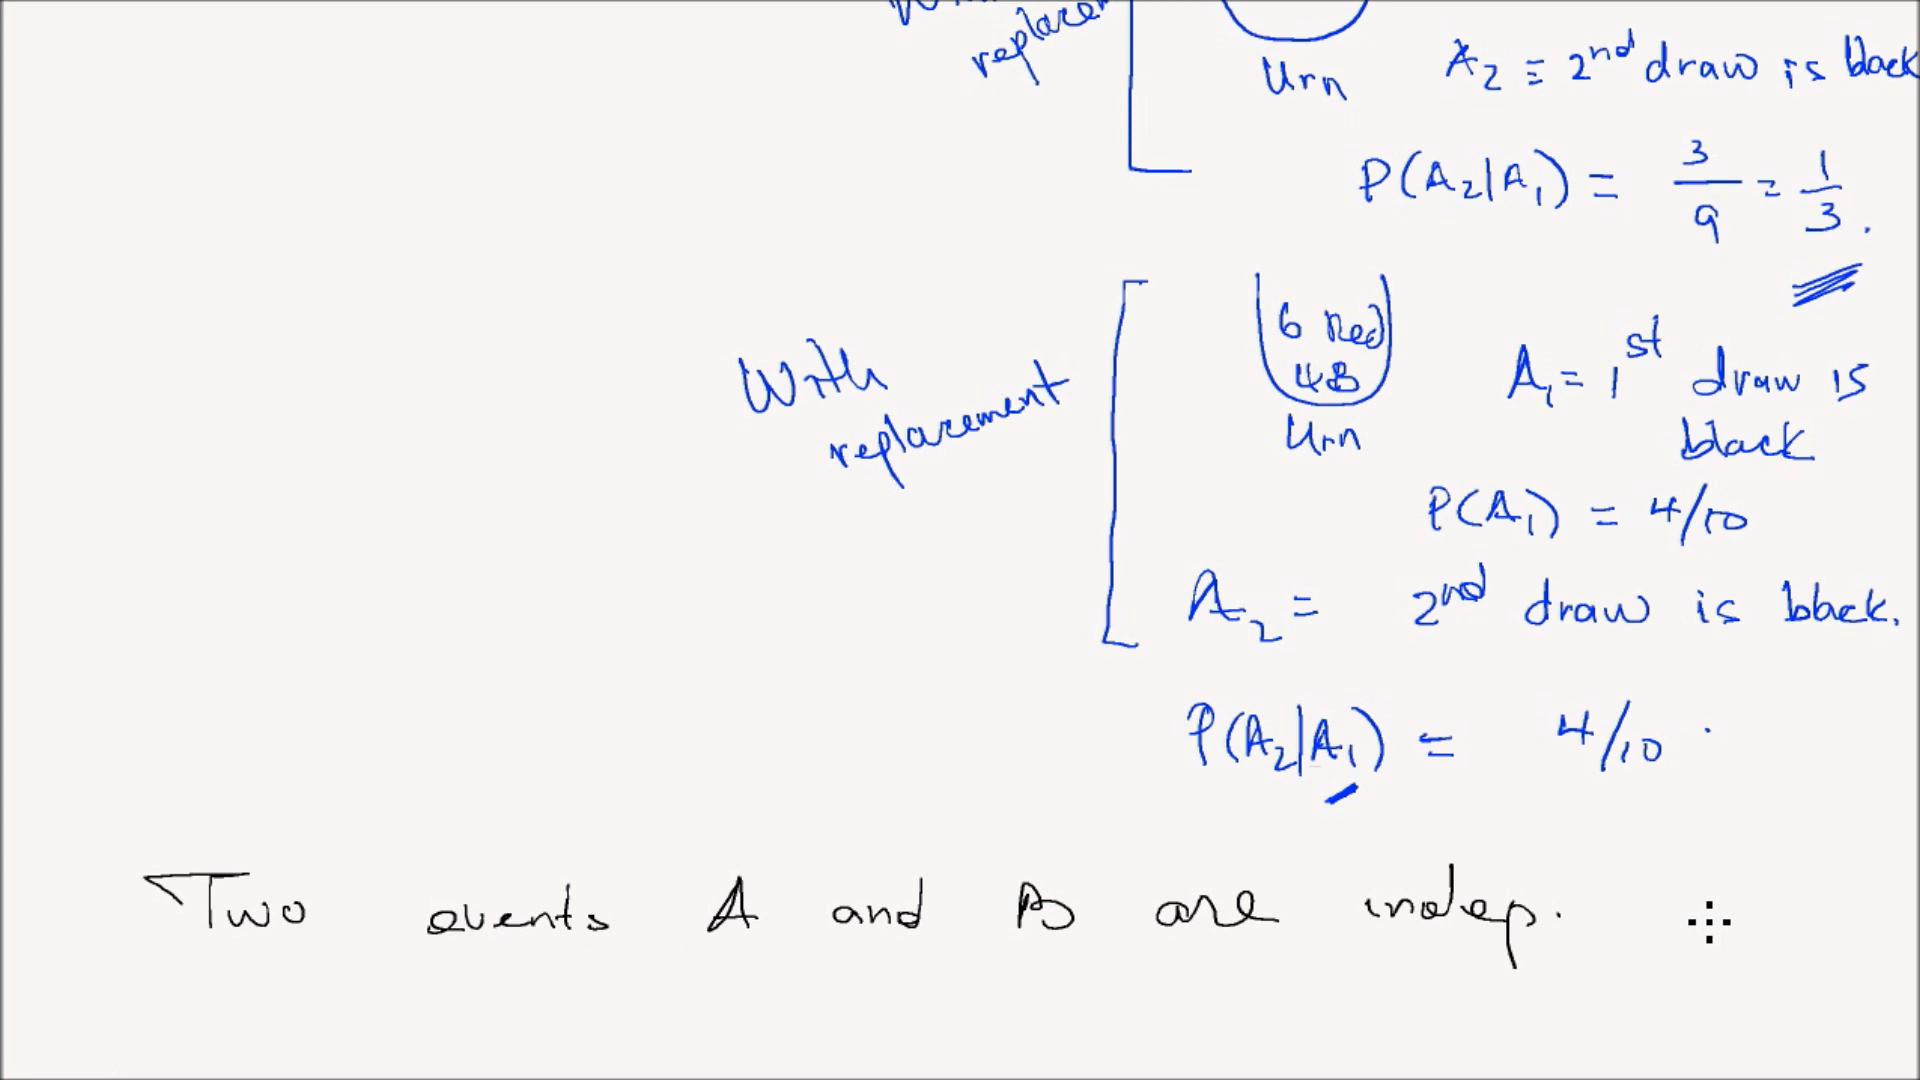 Urn
A₂ ≡ 2nd draw is black
P(A₂|A₁) = 3/9 = 1/3.
With
replacement
6 Red
4B
Urn
A₁ = 1st draw is
black
P(A₁) = 4/10
A₂ = 2nd draw is black.
P(A₂|A₁) = 4/10.
Two events A and B are indep.